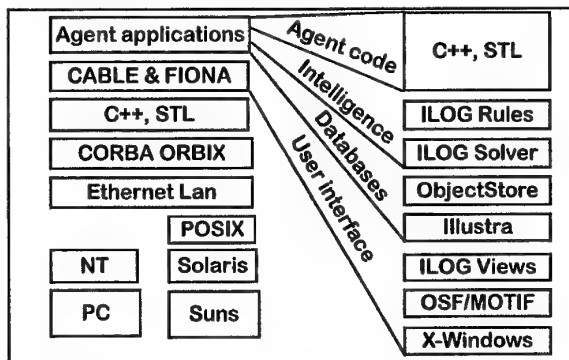 Agent applications
CABLE & FIONA
C++, STL
CORBA ORBIX
Ethernet Lan
POSIX
NT
Solaris
PC
Suns
Agent code
Intelligence
Databases
User interface
C++, STL
ILOG Rules
ILOG Solver
ObjectStore
Illustra
ILOG Views
OSF/MOTIF
X-Windows